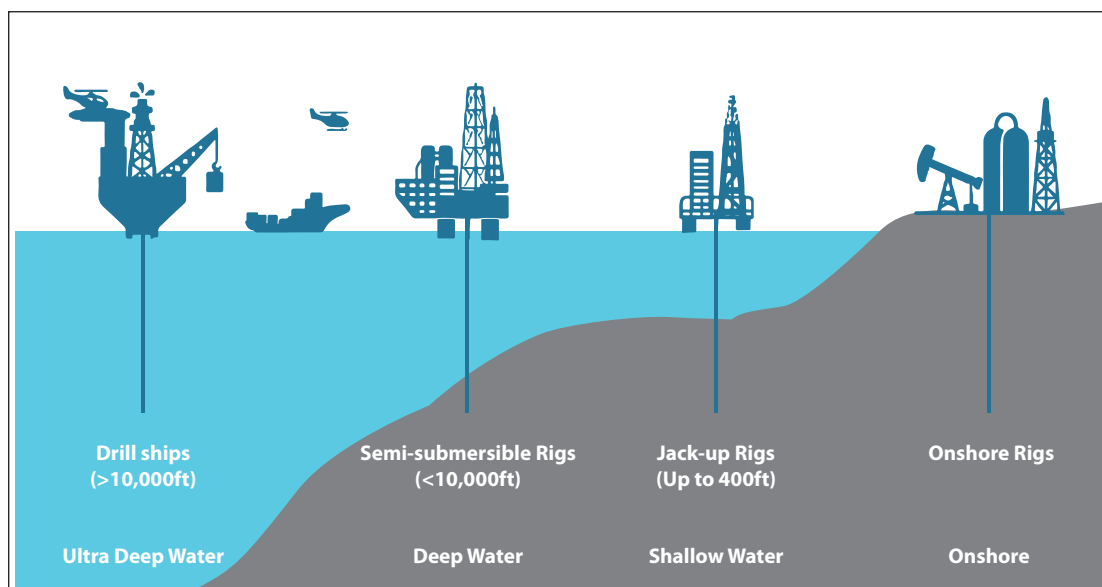 Drill ships
(>10,000ft)
Semi-submersible Rigs
(<10,000ft)
Jack-up Rigs
(Up to 400ft)
Onshore Rigs
Ultra Deep Water
Deep Water
Shallow Water
Onshore